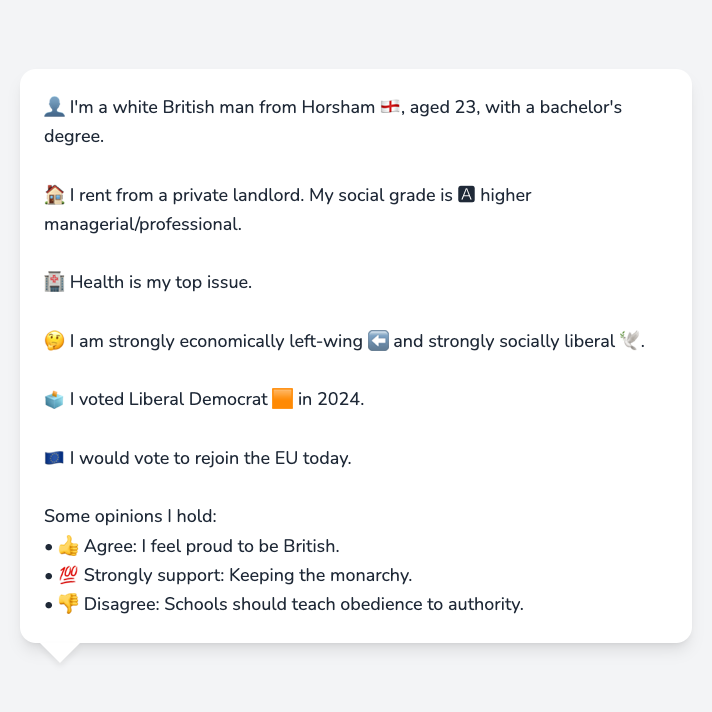 👤 I'm a white British man from Horsham 🏴󠁧󠁢󠁥󠁮󠁧󠁿, aged 23, with a bachelor's
degree.
🏠 I rent from a private landlord. My social grade is 🅰 higher
managerial/professional.
🏥 Health is my top issue.
🤔 I am strongly economically left-wing ⬅️ and strongly socially liberal 🕊️.
🗳️ I voted Liberal Democrat 🟧 in 2024.
🇪🇺 I would vote to rejoin the EU today.
Some opinions I hold:
• 👍 Agree: I feel proud to be British.
• 💯 Strongly support: Keeping the monarchy.
• 👎 Disagree: Schools should teach obedience to authority.